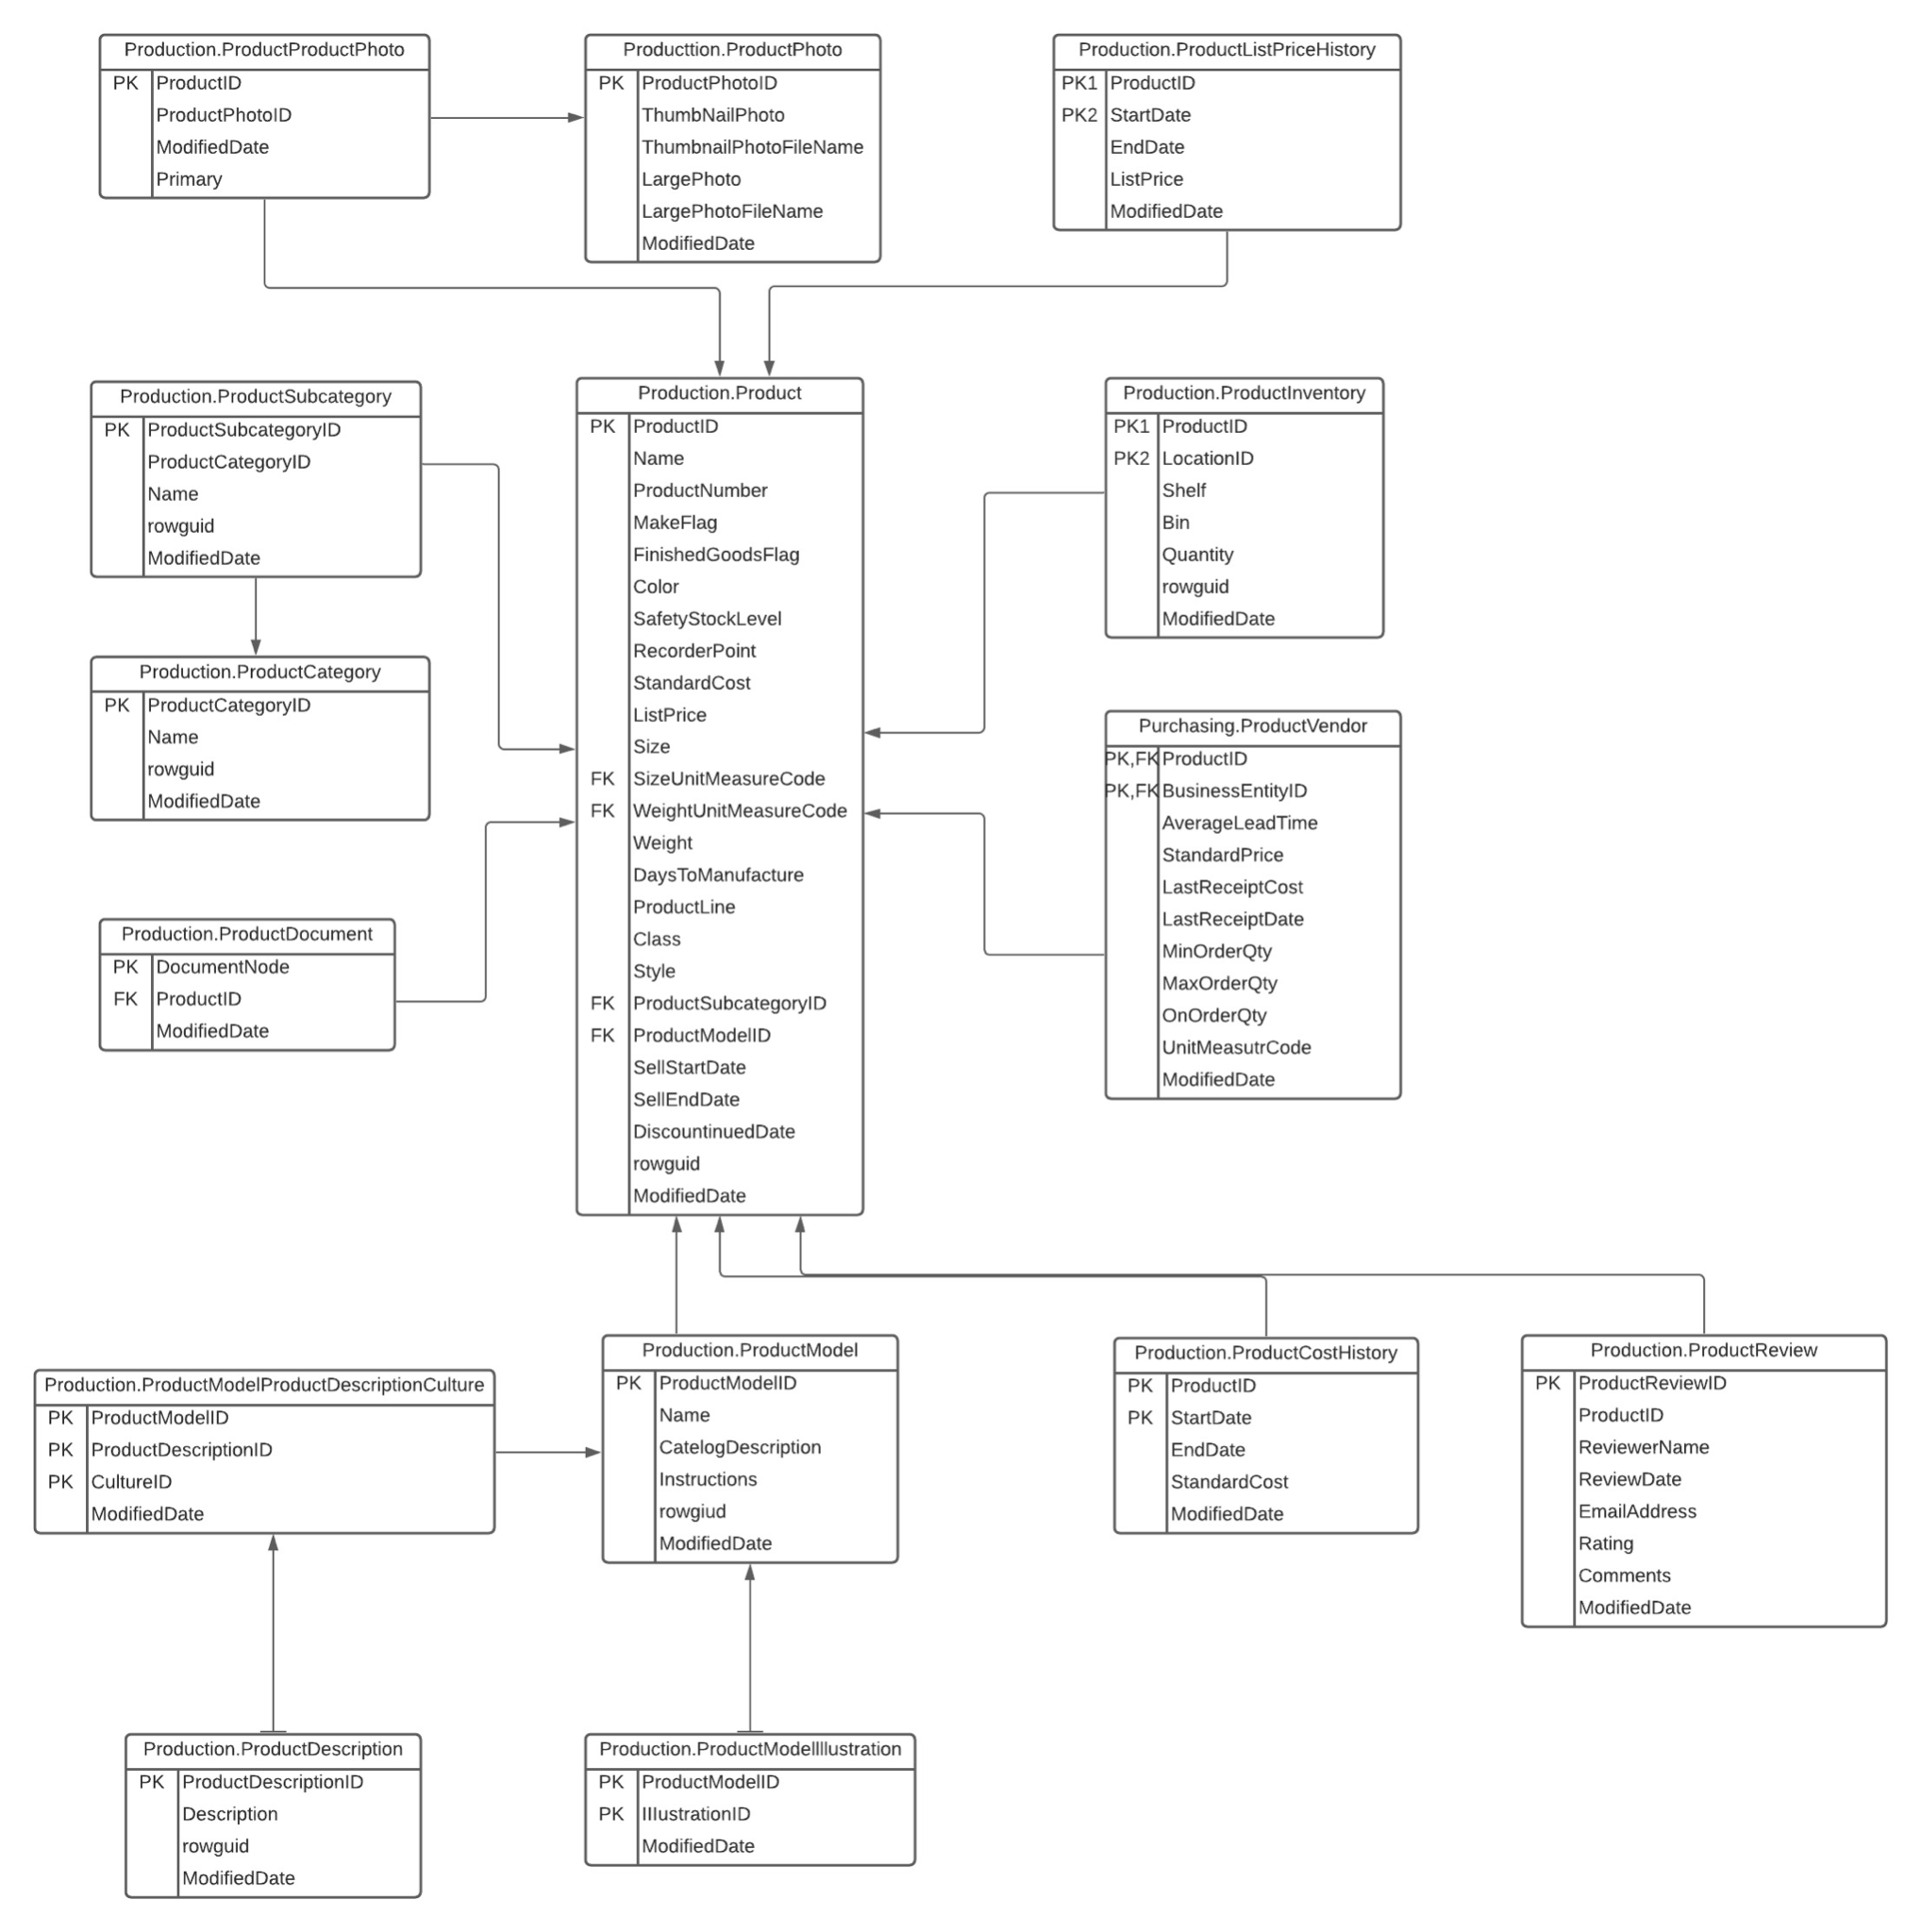 Production.ProductProductPhoto
PK ProductID
ProductPhotoID
ModifiedDate
Primary
Producttion.ProductPhoto
PK ProductPhotoID
ThumbNailPhoto
ThumbnailPhotoFileName
LargePhoto
LargePhotoFileName
ModifiedDate
Production.ProductListPriceHistory
PK1 ProductID
PK2 StartDate
EndDate
ListPrice
ModifiedDate
Production.ProductSubcategory
PK ProductSubcategoryID
ProductCategoryID
Name
rowguid
ModifiedDate
Production.ProductCategory
PK ProductCategoryID
Name
rowguid
ModifiedDate
Production.ProductDocument
PK DocumentNode
FK ProductID
ModifiedDate
Production.Product
PK ProductID
Name
ProductNumber
MakeFlag
FinishedGoodsFlag
Color
SafetyStockLevel
RecorderPoint
StandardCost
ListPrice
Size
FK SizeUnitMeasureCode
FK WeightUnitMeasureCode
Weight
DaysToManufacture
ProductLine
Class
Style
FK ProductSubcategoryID
FK ProductModelID
SellStartDate
SellEndDate
DiscountinuedDate
rowguid
ModifiedDate
Production.ProductInventory
PK1 ProductID
PK2 LocationID
Shelf
Bin
Quantity
rowguid
ModifiedDate
Purchasing.ProductVendor
PK,FK ProductID
PK,FK BusinessEntityID
AverageLeadTime
StandardPrice
LastReceiptCost
LastReceiptDate
MinOrderQty
MaxOrderQty
OnOrderQty
UnitMeasutrCode
ModifiedDate
Production.ProductModelProductDescriptionCulture
PK ProductModelID
PK ProductDescriptionID
PK CultureID
ModifiedDate
Production.ProductModel
PK ProductModelID
Name
CatelogDescription
Instructions
rowgiud
ModifiedDate
Production.ProductCostHistory
PK ProductID
PK StartDate
EndDate
StandardCost
ModifiedDate
Production.ProductReview
PK ProductReviewID
ProductID
ReviewerName
ReviewDate
EmailAddress
Rating
Comments
ModifiedDate
Production.ProductDescription
PK ProductDescriptionID
Description
rowguid
ModifiedDate
Production.ProductModelIllustration
PK ProductModelID
PK IllustrationID
ModifiedDate